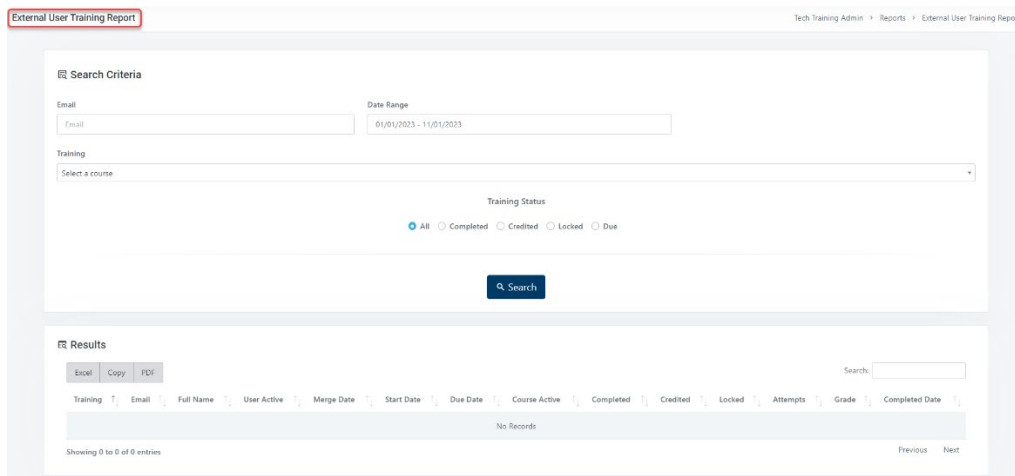 External User Training Report
Tech Training Admin > Reports > External User Training Repo
Search Criteria
Email Date Range
Email 01/01/2023 - 11/01/2023
Training
Select a course
Training Status
All Completed Credited Locked Due
Search
Results
Excel Copy PDF Search:
Training Email Full Name User Active Merge Date Start Date Due Date Course Active Completed Credited Locked Attempts Grade Completed Date
No Records
Showing 0 to 0 of 0 entries Previous Next